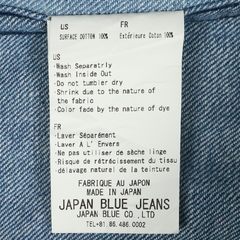 US FR
SURFACE COTTON 100% Extérieure Coton 100%
US
·Wash Separatrly
·Wash Inside Out
·Do not tumbler dry
·Shrink due to the nature of
the fabric
·Color fade by the nature of dye
FR
·Laver Séparément
·Laver A L' Envers
·Ne pas utiliser de sèche linge
·Risque de rétrécissement du tissu
·délavage naturel de la teinture
FABRIQUE AU JAPON
MADE IN JAPAN
JAPAN BLUE JEANS
JAPAN BLUE CO.,LTD
TEL+81.86.486.0002